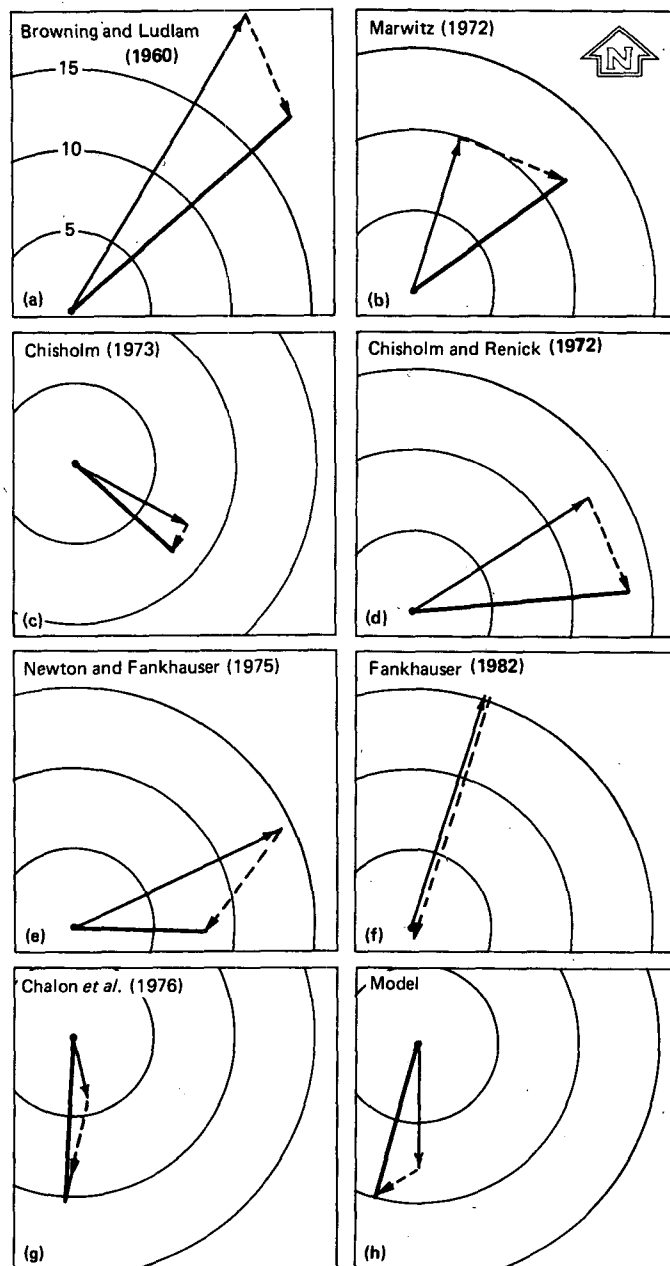 Browning and Ludlam
(1960)
15
10
5
(a)
Marwitz (1972)
N
(b)
Chisholm (1973)
(c)
Chisholm and Renick (1972)
(d)
Newton and Fankhauser (1975)
(e)
Fankhauser (1982)
(f)
Chalon et al. (1976)
(g)
Model
(h)